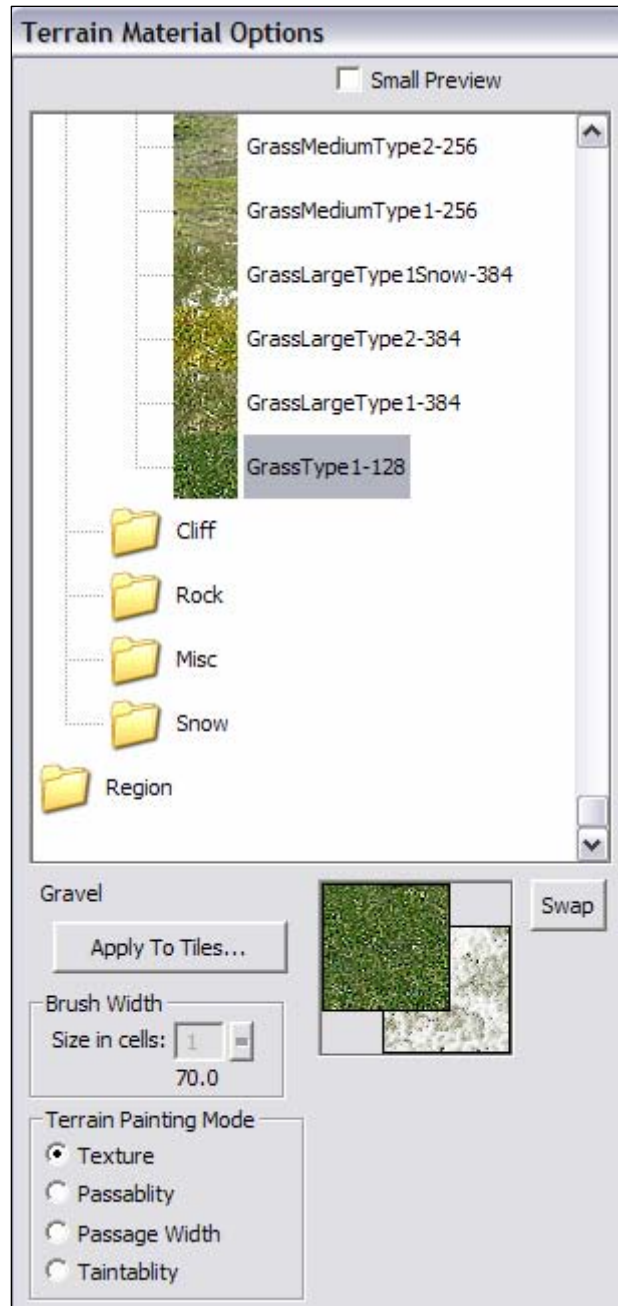 Terrain Material Options
Small Preview
GrassMediumType2-256
GrassMediumType1-256
GrassLargeType1Snow-384
GrassLargeType2-384
GrassLargeType1-384
GrassType1-128
Cliff
Rock
Misc
Snow
Region
Gravel
Swap
Apply To Tiles...
Brush Width
Size in cells: 1
70.0
Terrain Painting Mode
Texture
Passablity
Passage Width
Taintablity